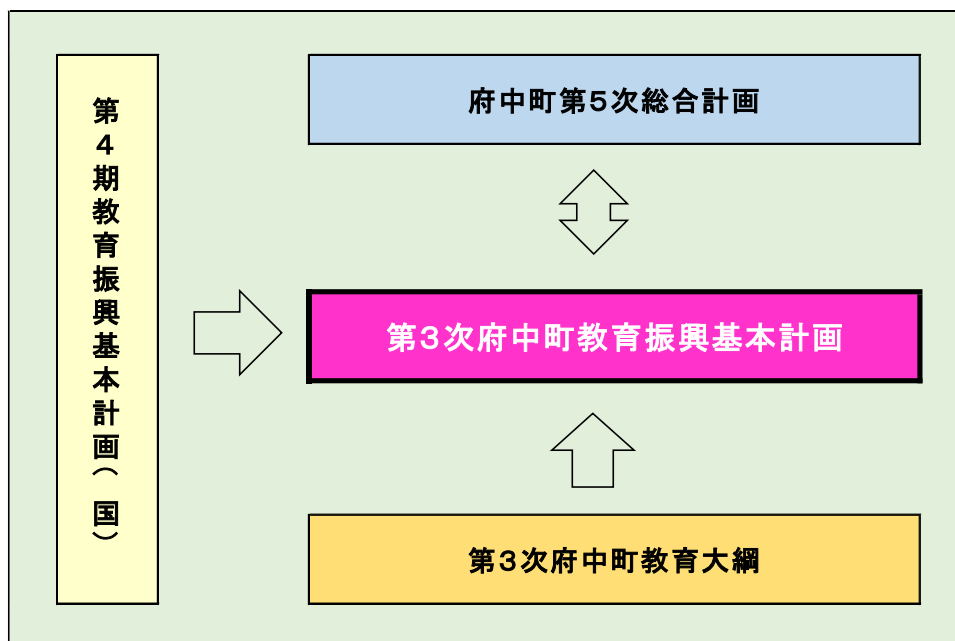 第4期教育振興基本計画(国)
府中町第5次総合計画
第3次府中町教育振興基本計画
第3次府中町教育大綱